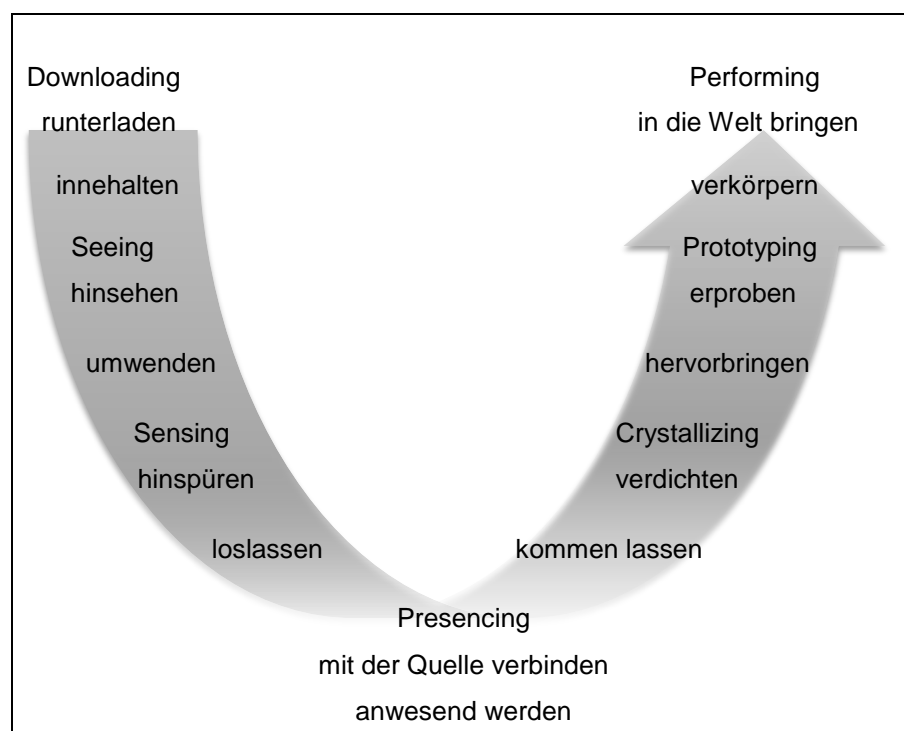 Downloading
runterladen
innehalten
Seeing
hinsehen
umwenden
Sensing
hinspüren
loslassen
Presencing
mit der Quelle verbinden
anwesend werden
kommen lassen
Crystallizing
verdichten
hervorbringen
Prototyping
erproben
verkörpern
Performing
in die Welt bringen